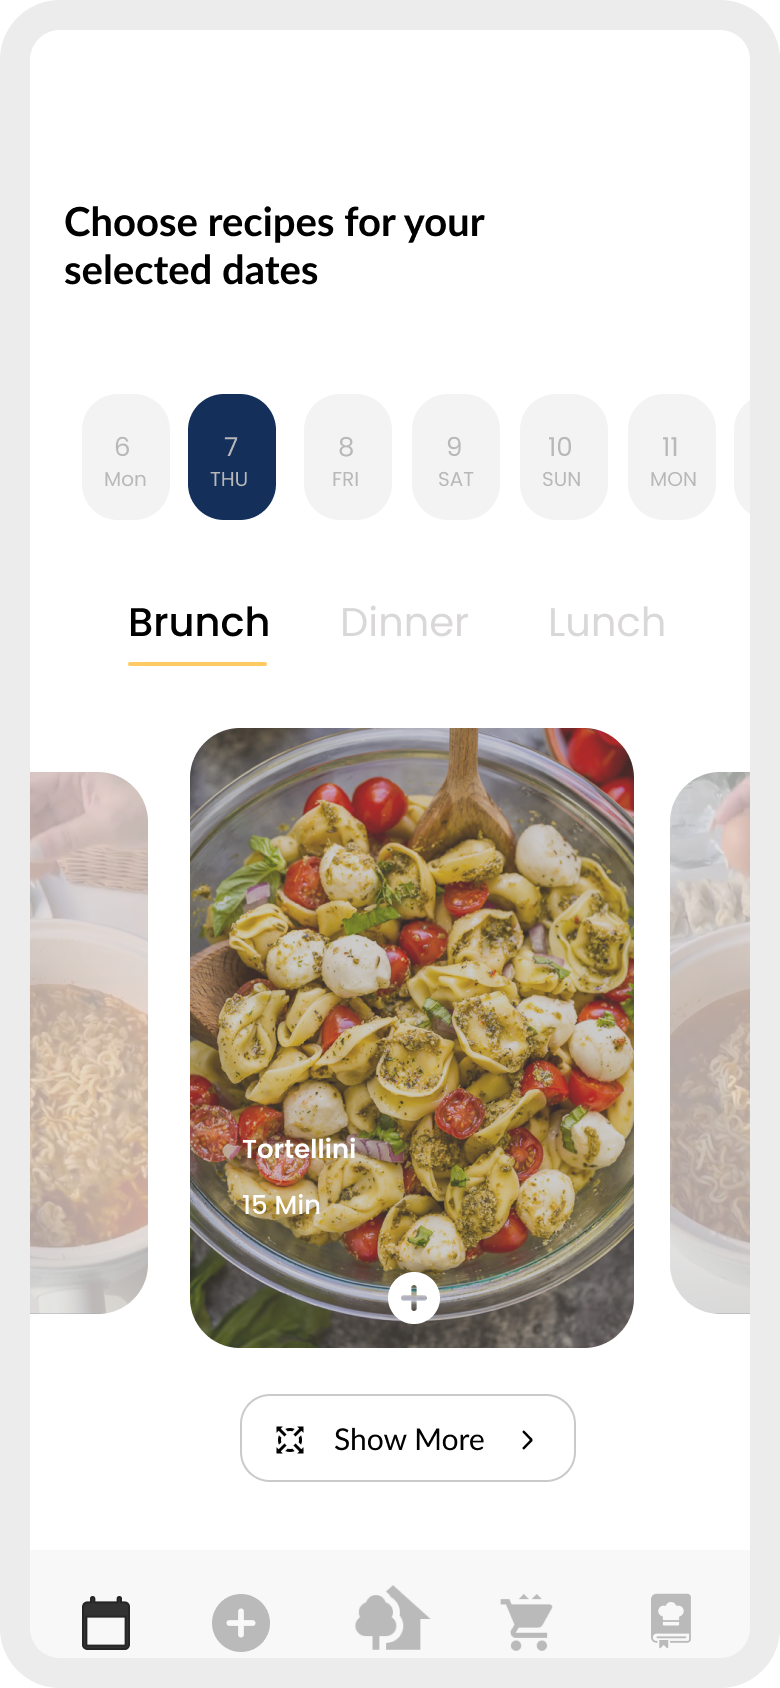 Choose recipes for your
selected dates
6 7 8 9 10 11
Mon THU FRI SAT SUN MON
Brunch Dinner Lunch
Tortellini
15 Min
Show More